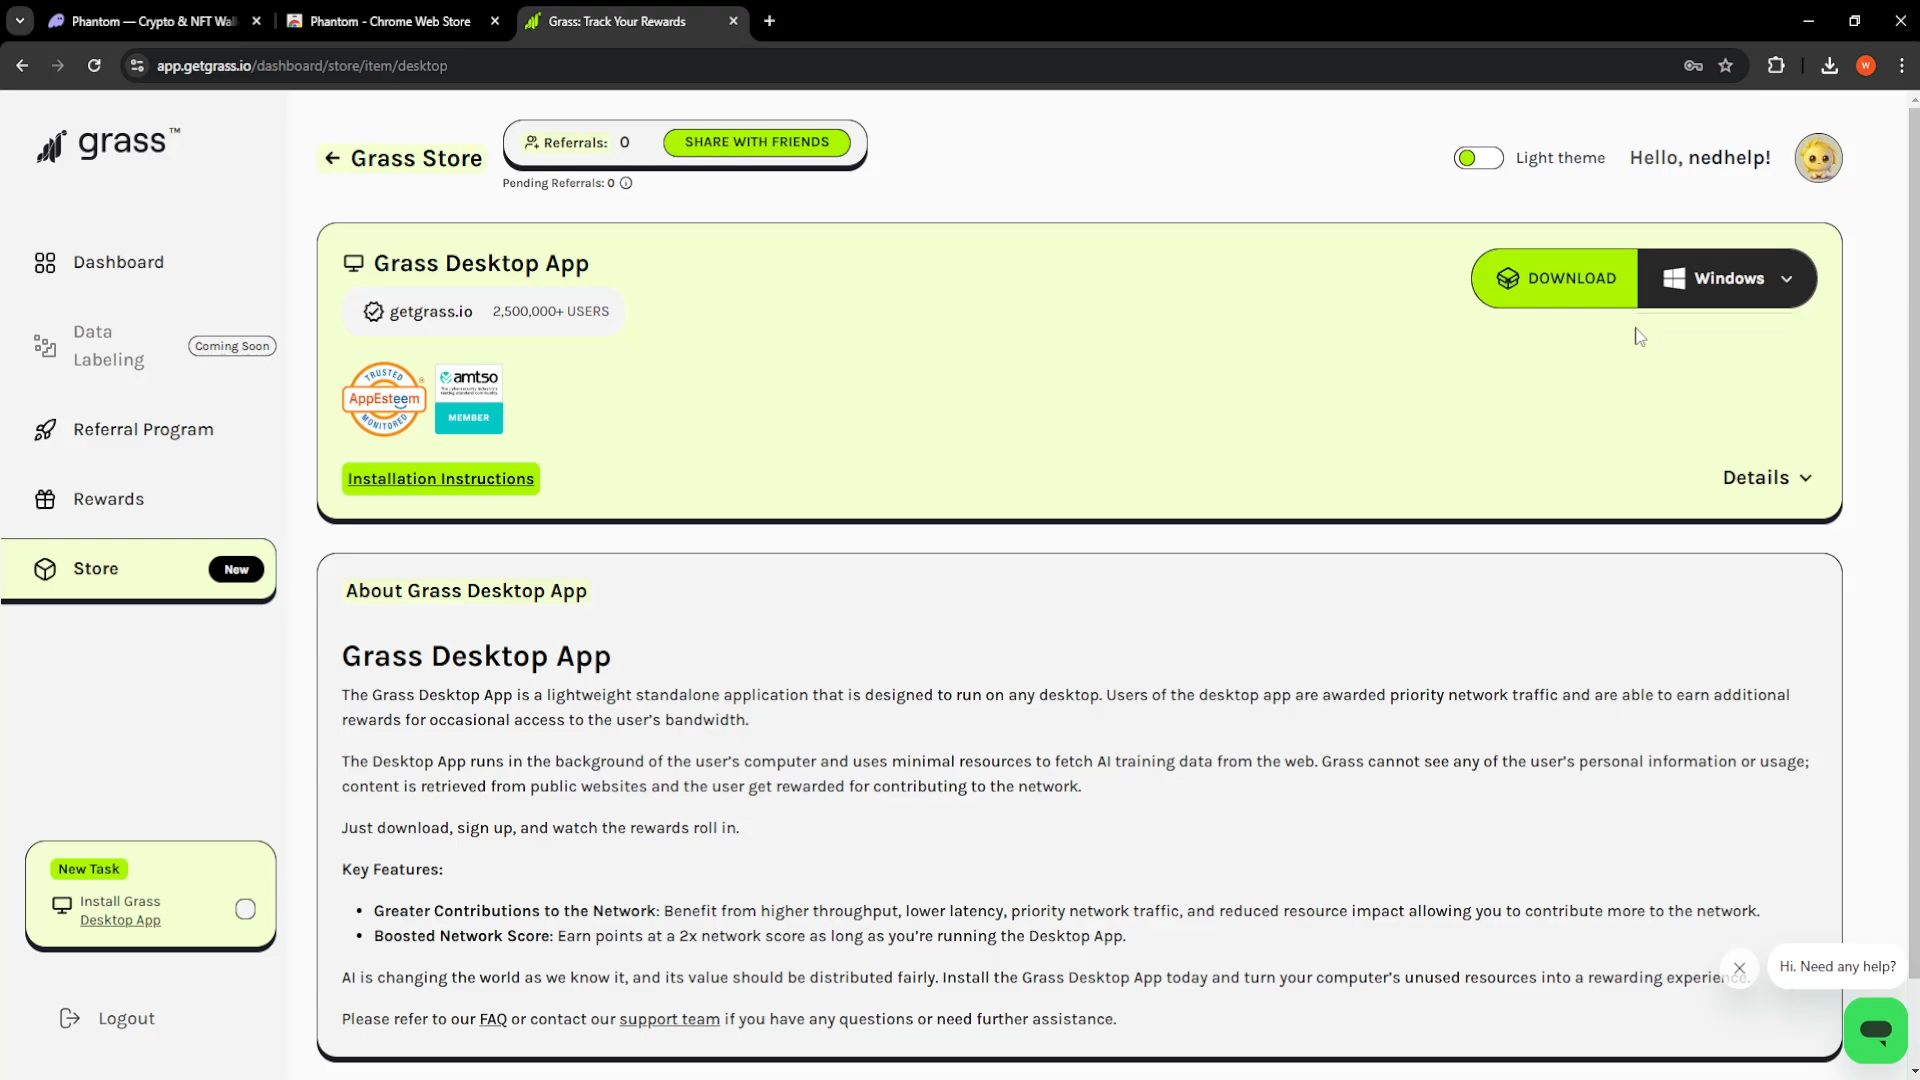 Phantom — Crypto & NFT Wal
Phantom - Chrome Web Store
Grass: Track Your Rewards
app.getgrass.io/dashboard/store/item/desktop
W
grass™
Grass Store
Referrals: 0
SHARE WITH FRIENDS
Pending Referrals: 0
Light theme
Hello, nedhelp!
Dashboard
Data Labeling
Coming Soon
Referral Program
Rewards
Store
New
Grass Desktop App
getgrass.io
2,500,000+ USERS
DOWNLOAD
Windows
TRUSTED
AppEsteem
MONITORED
amtso
MEMBER
Installation Instructions
Details
About Grass Desktop App
Grass Desktop App
The Grass Desktop App is a lightweight standalone application that is designed to run on any desktop. Users of the desktop app are awarded priority network traffic and are able to earn additional
rewards for occasional access to the user's bandwidth.
The Desktop App runs in the background of the user's computer and uses minimal resources to fetch AI training data from the web. Grass cannot see any of the user's personal information or usage;
content is retrieved from public websites and the user get rewarded for contributing to the network.
Just download, sign up, and watch the rewards roll in.
Key Features:
• Greater Contributions to the Network: Benefit from higher throughput, lower latency, priority network traffic, and reduced resource impact allowing you to contribute more to the network.
• Boosted Network Score: Earn points at a 2x network score as long as you're running the Desktop App.
AI is changing the world as we know it, and its value should be distributed fairly. Install the Grass Desktop App today and turn your computer's unused resources into a rewarding experience.
Please refer to our FAQ or contact our support team if you have any questions or need further assistance.
New Task
Install Grass
Desktop App
Logout
Hi. Need any help?